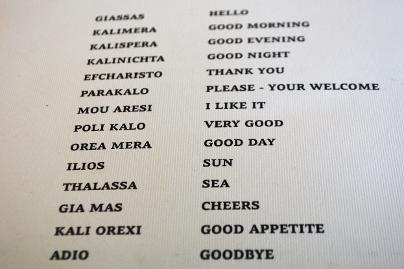 GIASSAS HELLO
KALIMERA GOOD MORNING
KALISPERA GOOD EVENING
KALINICHTA GOOD NIGHT
EFCHARISTO THANK YOU
PARAKALO PLEASE - YOUR WELCOME
MOU ARESI I LIKE IT
POLI KALO VERY GOOD
OREA MERA GOOD DAY
ILIOS SUN
THALASSA SEA
GIA MAS CHEERS
KALI OREXI GOOD APPETITE
ADIO GOODBYE